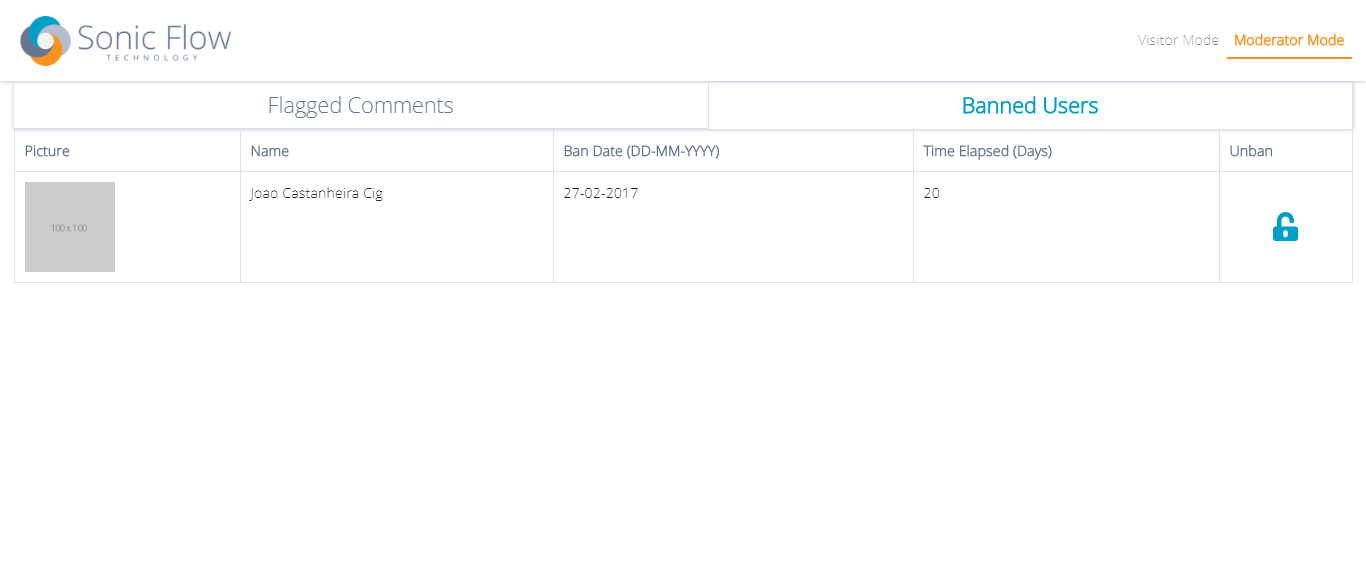 Sonic Flow
TECHNOLOGY
Visitor Mode Moderator Mode
Flagged Comments Banned Users
Picture Name Ban Date (DD-MM-YYYY) Time Elapsed (Days) Unban
100 x 100 Joao Castanheira Cig 27-02-2017 20